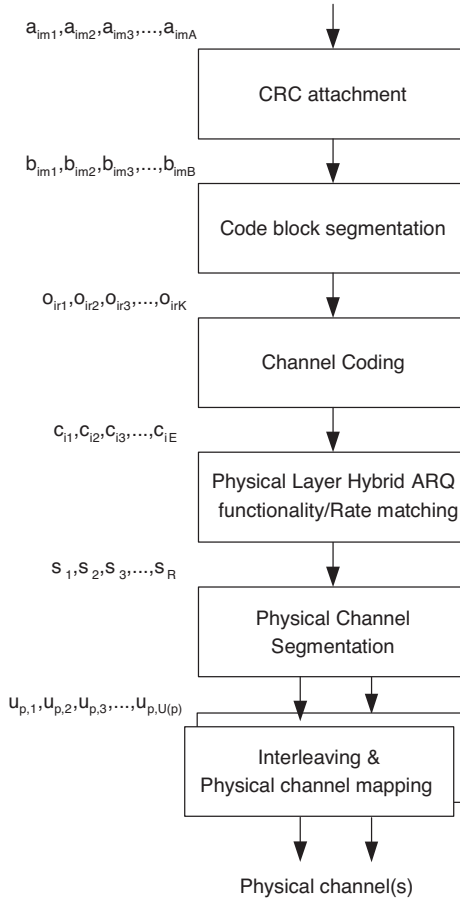 a_im1,a_im2,a_im3,...,a_imA
CRC attachment
b_im1,b_im2,b_im3,...,b_imB
Code block segmentation
o_ir1,o_ir2,o_ir3,...,o_irK
Channel Coding
c_i1,c_i2,c_i3,...,c_iE
Physical Layer Hybrid ARQ
functionality/Rate matching
s_1,s_2,s_3,...,s_R
Physical Channel
Segmentation
u_p,1,u_p,2,u_p,3,...,u_p,U(p)
Interleaving &
Physical channel mapping
Physical channel(s)